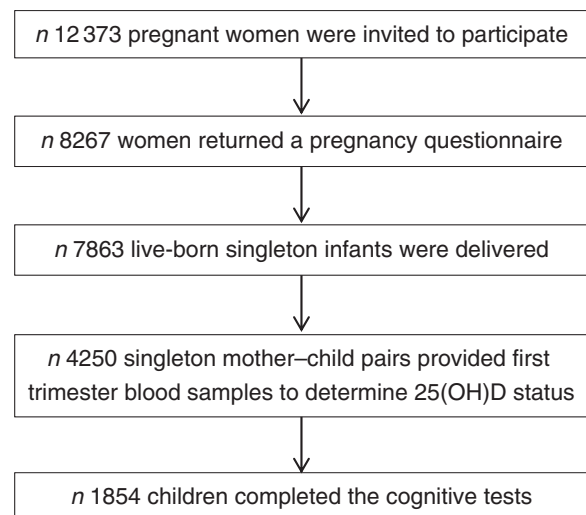 n 12 373 pregnant women were invited to participate
n 8267 women returned a pregnancy questionnaire
n 7863 live-born singleton infants were delivered
n 4250 singleton mother–child pairs provided first
trimester blood samples to determine 25(OH)D status
n 1854 children completed the cognitive tests